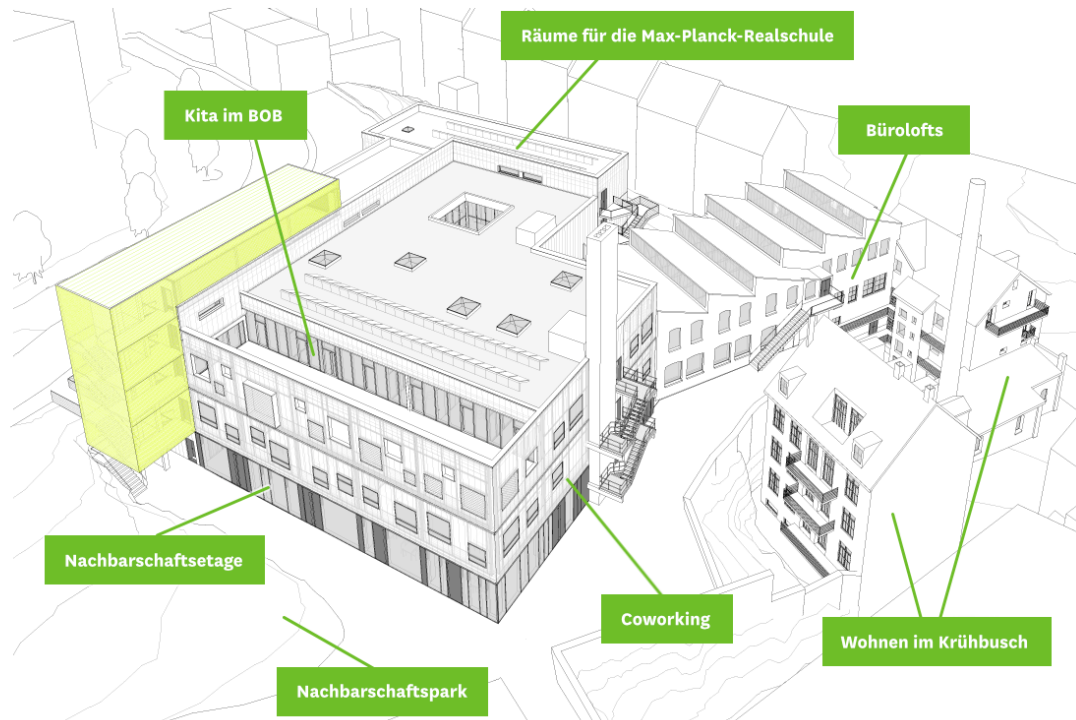 Räume für die Max-Planck-Realschule
Kita im BOB
Bürolofts
Nachbarschaftsetage
Coworking
Wohnen im Krühbusch
Nachbarschaftspark